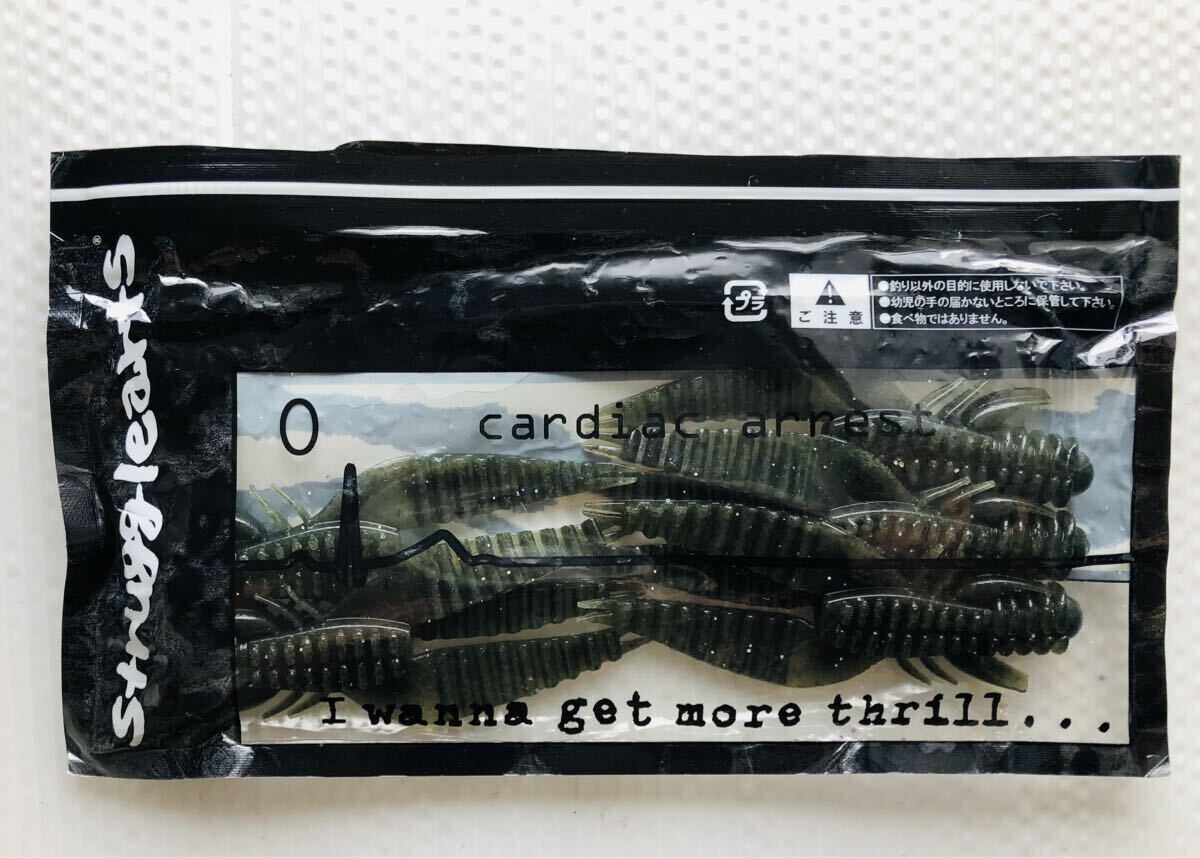 ®
プラ
ご注意
●釣り以外の目的に使用しないで下さい。
●幼児の手の届かないところに保管して下さい。
●食べ物ではありません。
0
cardiac arrest
I wanna get more thrill...